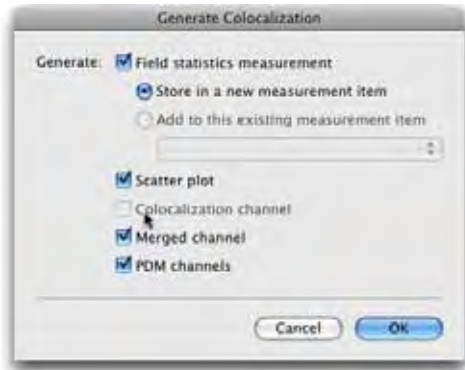 Generate Colocalization
Generate: Field statistics measurement
Store in a new measurement item
Add to this existing measurement item
Scatter plot
Colocalization channel
Merged channel
PDM channels
Cancel OK